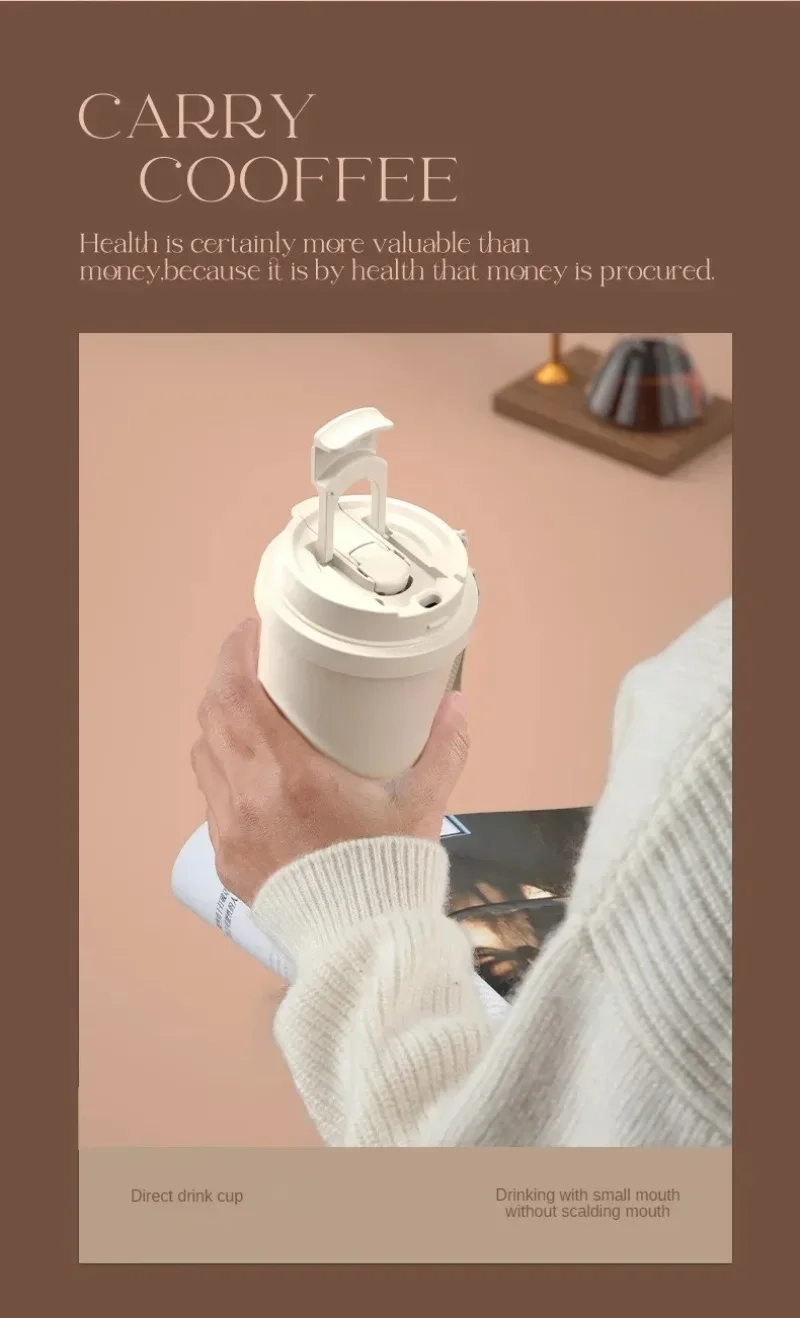 CARRY
COOFFEE
Health is certainly more valuable than
money,because it is by health that money is procured.
Direct drink cup
Drinking with small mouth
without scalding mouth